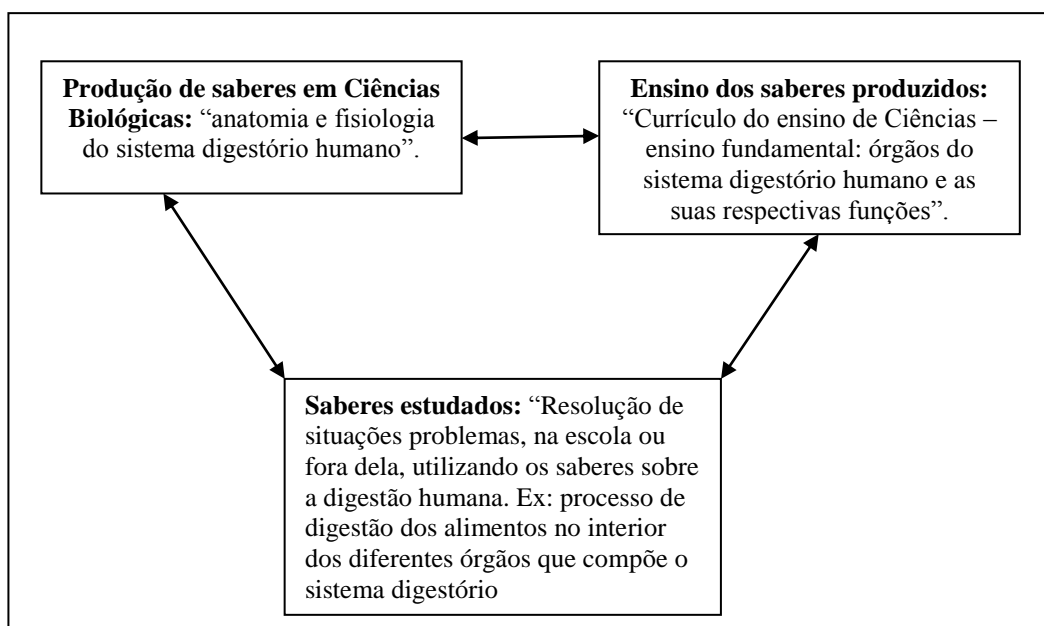 Produção de saberes em Ciências
Biológicas: “anatomia e fisiologia
do sistema digestório humano”.
Ensino dos saberes produzidos:
“Currículo do ensino de Ciências –
ensino fundamental: órgãos do
sistema digestório humano e as
suas respectivas funções”.
Saberes estudados: “Resolução de
situações problemas, na escola ou
fora dela, utilizando os saberes sobre
a digestão humana. Ex: processo de
digestão dos alimentos no interior
dos diferentes órgãos que compõe o
sistema digestório